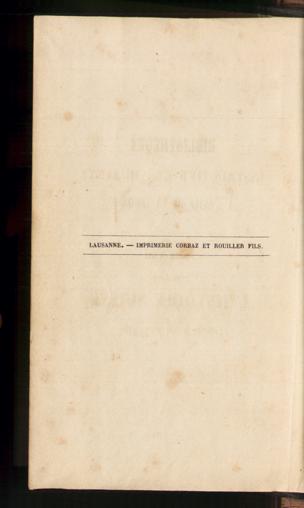 LAUSANNE. — IMPRIMERIE CORBAZ ET ROUILLER FILS.